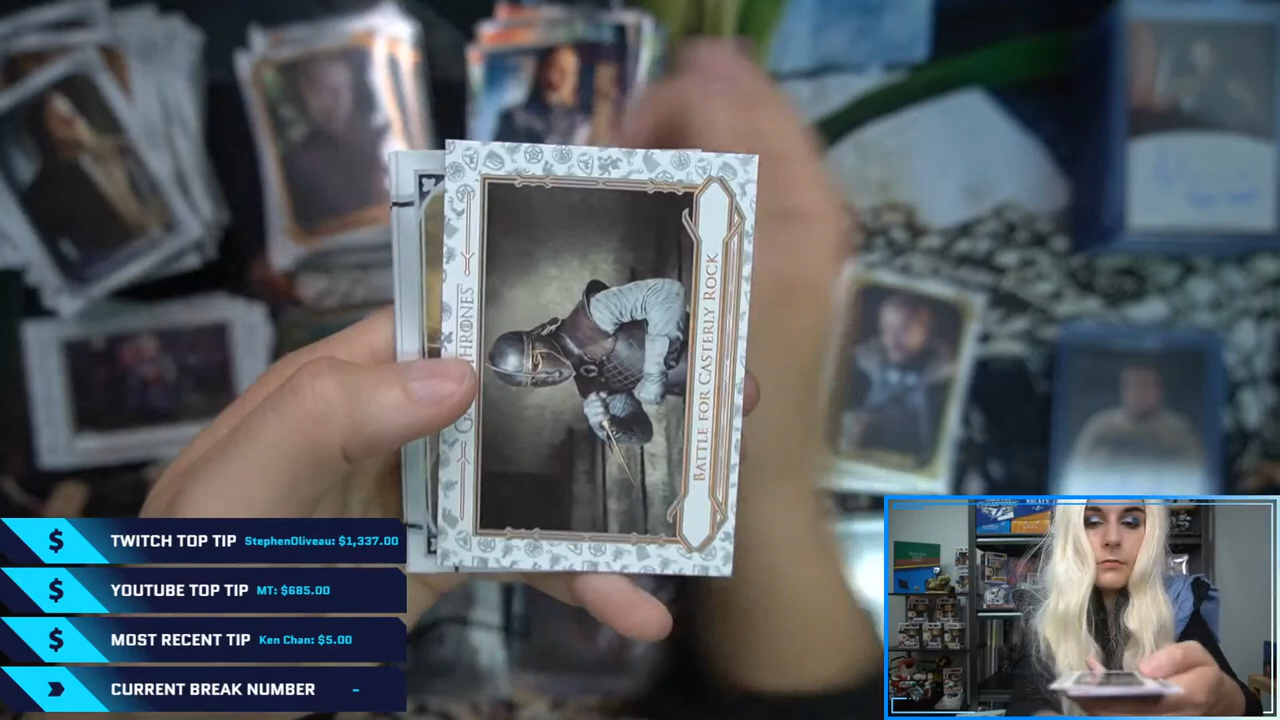 THRONES
BATTLE FOR CASTERLY ROCK
$ TWITCH TOP TIP StephenOliveau: $1,337.00
$ YOUTUBE TOP TIP MT: $685.00
$ MOST RECENT TIP Ken Chan: $5.00
CURRENT BREAK NUMBER -